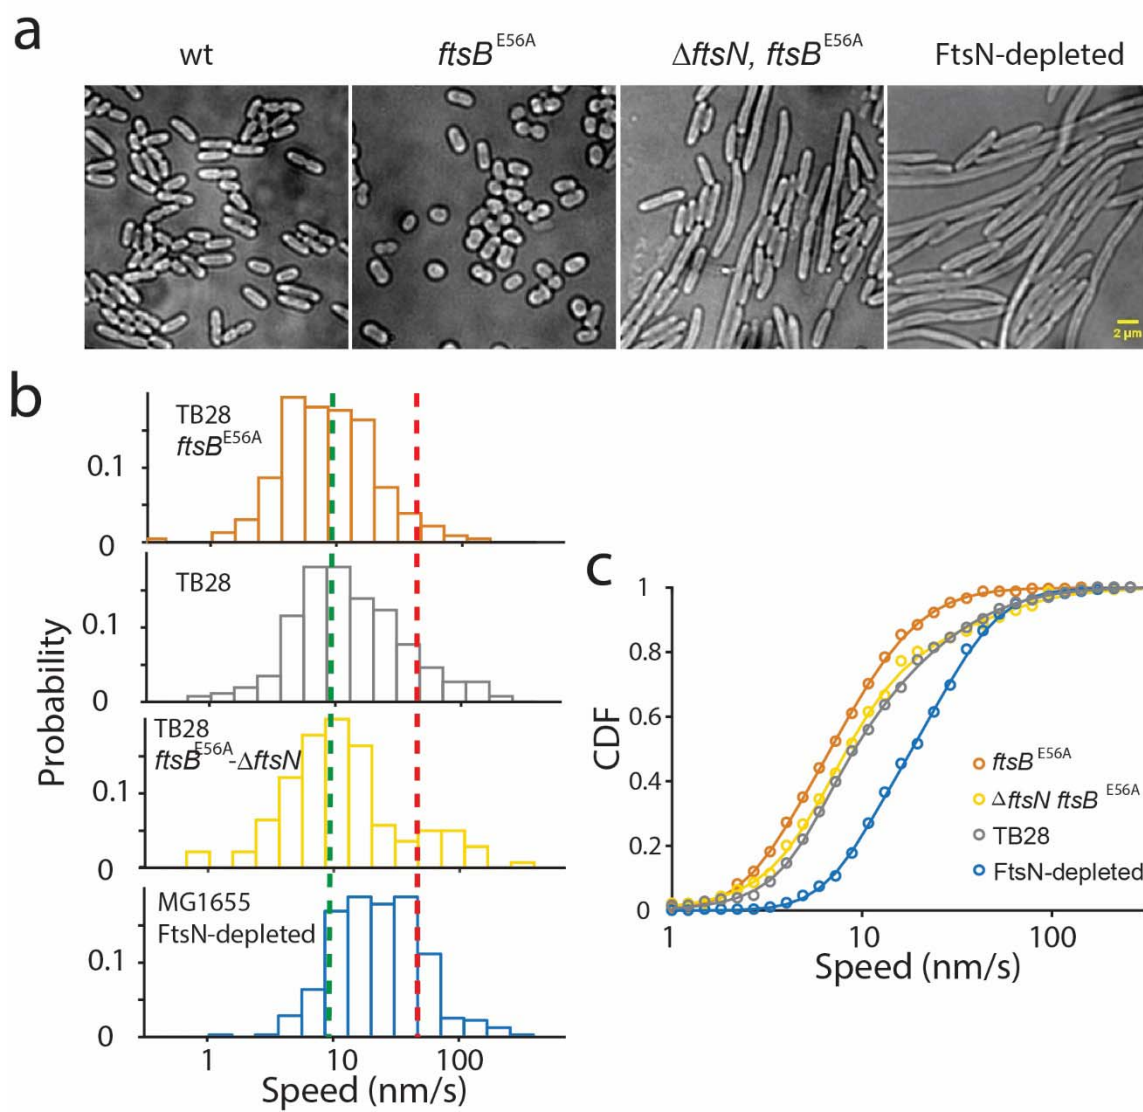 a
wt
ftsB E56A
ΔftsN, ftsB E56A
FtsN-depleted
2 μm
b
Probability
TB28
ftsB E56A
0.1
0
TB28
0.1
0
TB28
ftsB E56A -ΔftsN
0.1
0
MG1655
FtsN-depleted
0.1
0
1 10 100
Speed (nm/s)
c
CDF
1
0.8
0.6
0.4
0.2
0
ftsB E56A
ΔftsN ftsB E56A
TB28
FtsN-depleted
1 10 100
Speed (nm/s)